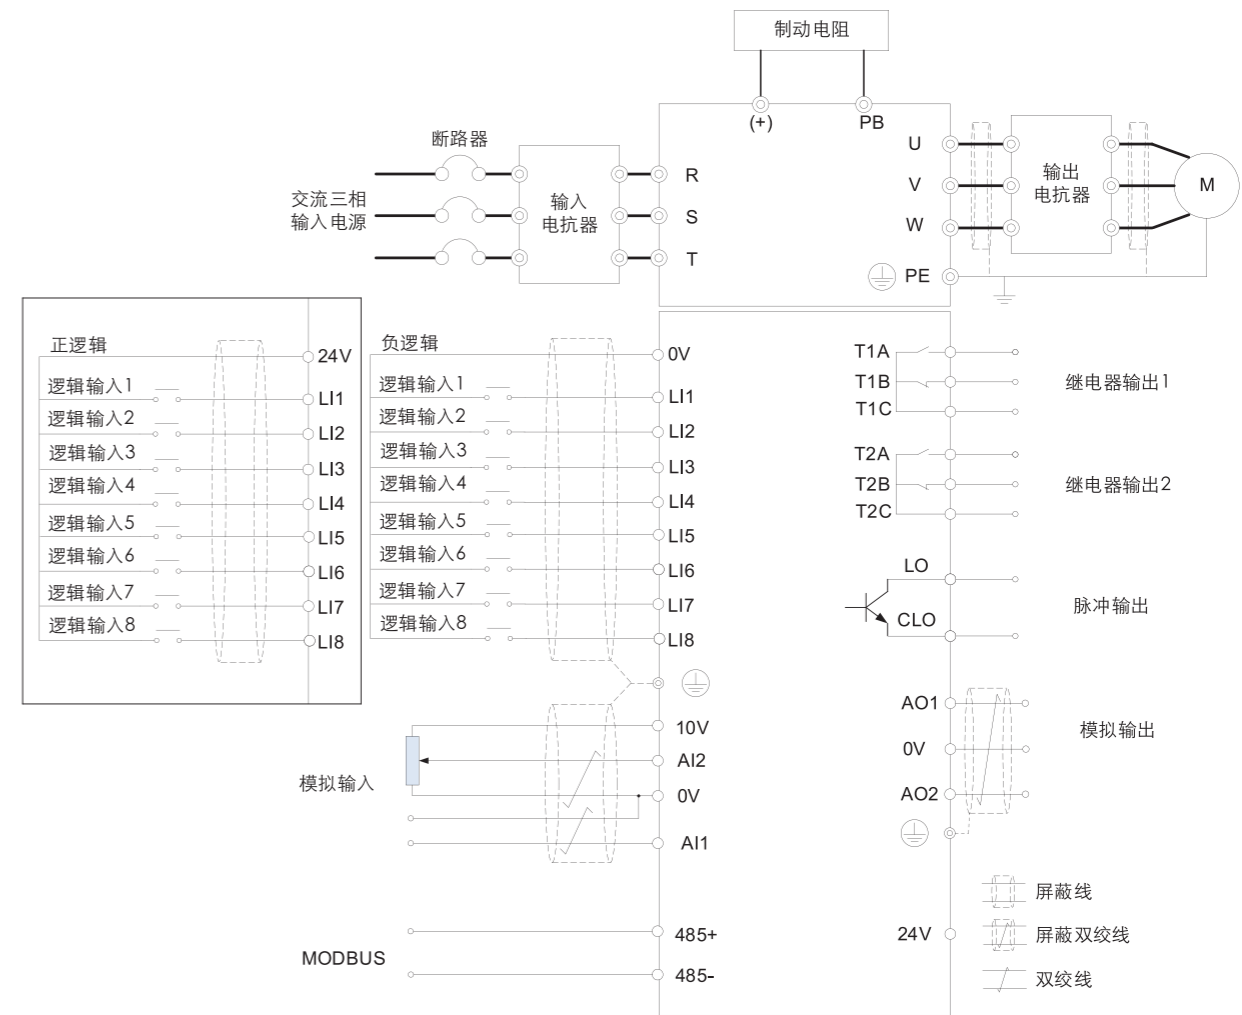 制动电阻
(+)
PB
断路器
交流三相
输入电源
输入
电抗器
R
S
T
U
V
W
PE
输出
电抗器
M
正逻辑
24V
逻辑输入1
LI1
逻辑输入2
LI2
逻辑输入3
LI3
逻辑输入4
LI4
逻辑输入5
LI5
逻辑输入6
LI6
逻辑输入7
LI7
逻辑输入8
LI8
负逻辑
0V
逻辑输入1
LI1
逻辑输入2
LI2
逻辑输入3
LI3
逻辑输入4
LI4
逻辑输入5
LI5
逻辑输入6
LI6
逻辑输入7
LI7
逻辑输入8
LI8
T1A
T1B
T1C
继电器输出1
T2A
T2B
T2C
继电器输出2
LO
CLO
脉冲输出
模拟输入
10V
AI2
0V
AI1
AO1
0V
AO2
模拟输出
MODBUS
485+
485-
24V
屏蔽线
屏蔽双绞线
双绞线